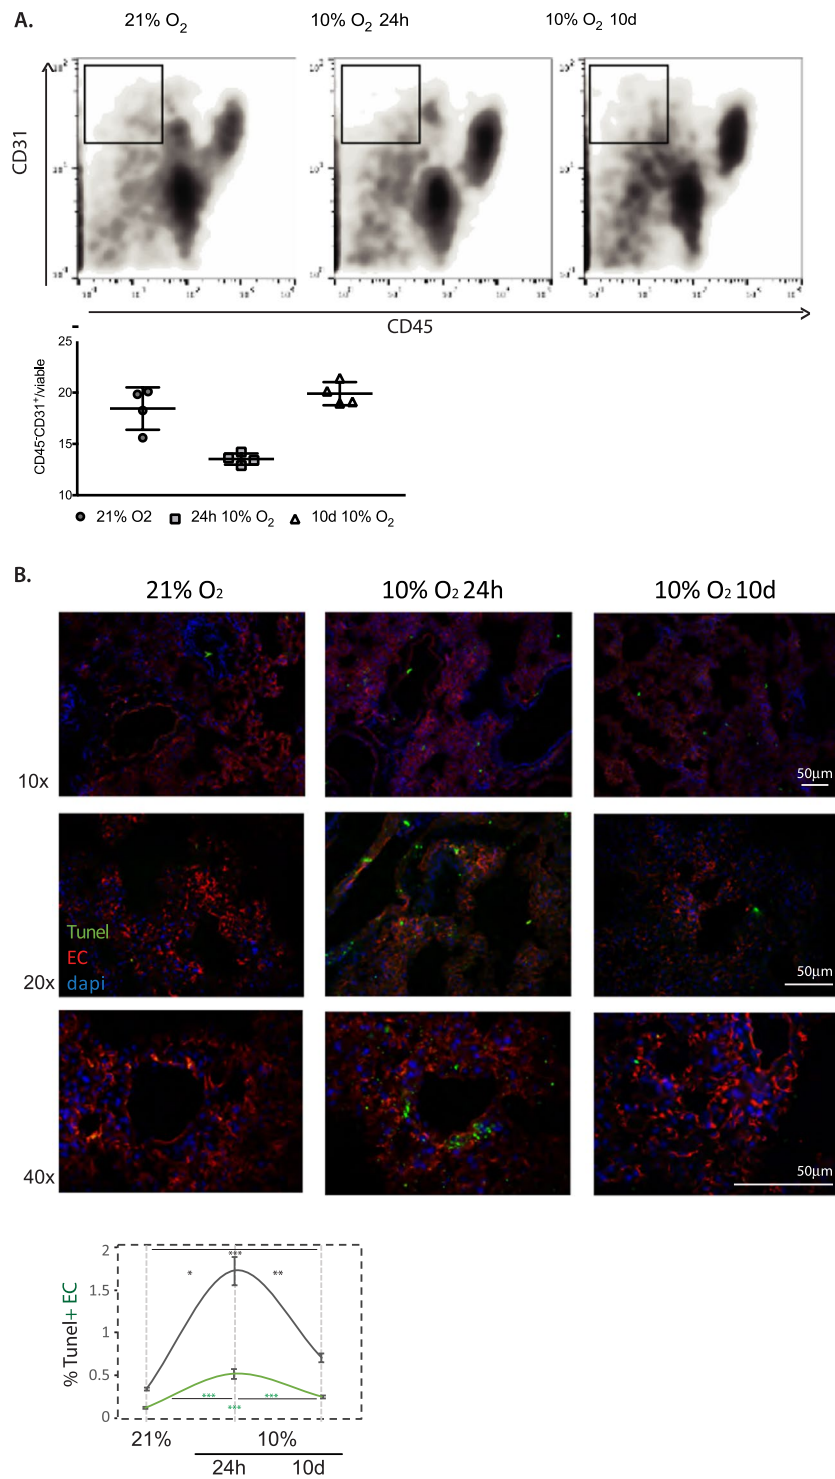 A.
21% O2
10% O2 24h
10% O2 10d
CD31
CD45
-
25
20
15
10
CD45-CD31+/viable
21% O2
24h 10% O2
10d 10% O2
B.
21% O2
10% O2 24h
10% O2 10d
10x
50μm
Tunel
EC
dapi
20x
50μm
40x
50μm
% Tunel+ EC
2
1.5
1
0.5
0
***
*
**
***
***
***
21%
10%
24h
10d